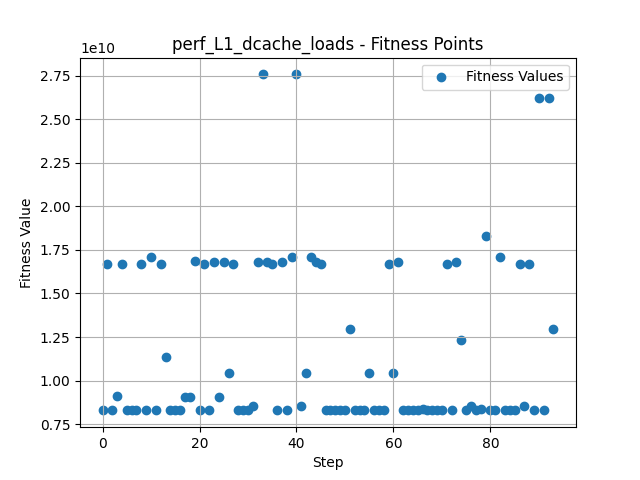 perf_L1_dcache_loads - Fitness Points
1e10
Fitness Values
2.75
2.50
2.25
2.00
1.75
1.50
1.25
1.00
0.75
Fitness Value
0 20 40 60 80
Step